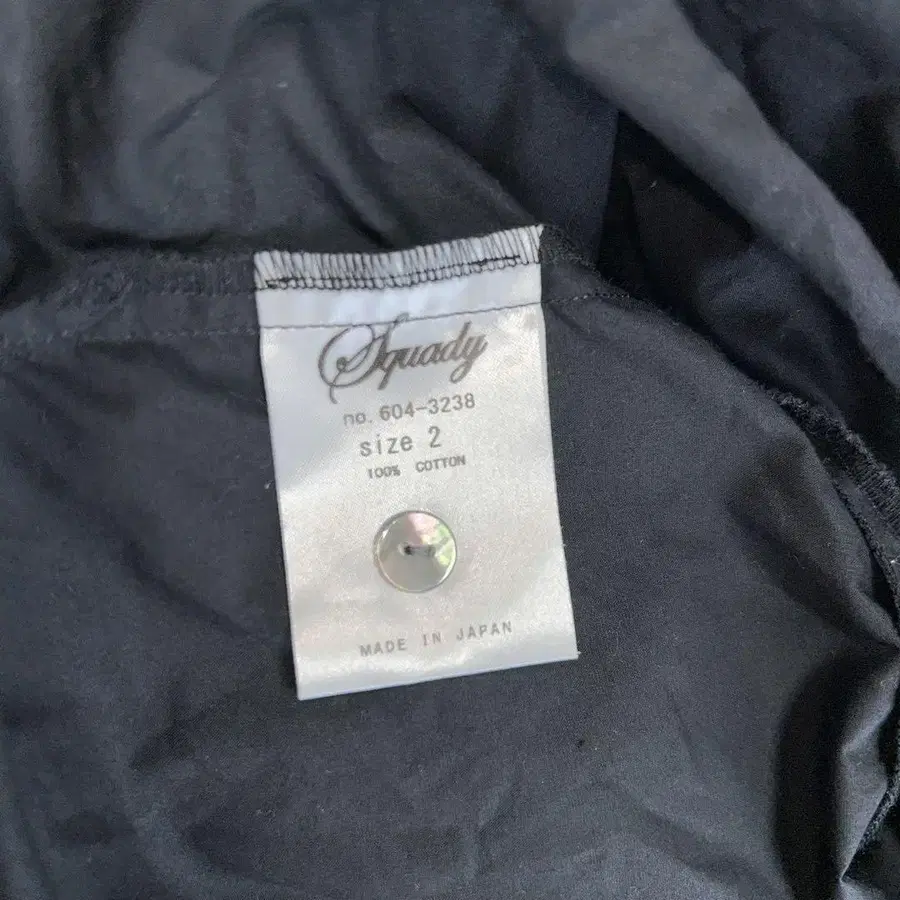 Squady
no. 604-3238
size 2
100% COTTON
MADE IN JAPAN